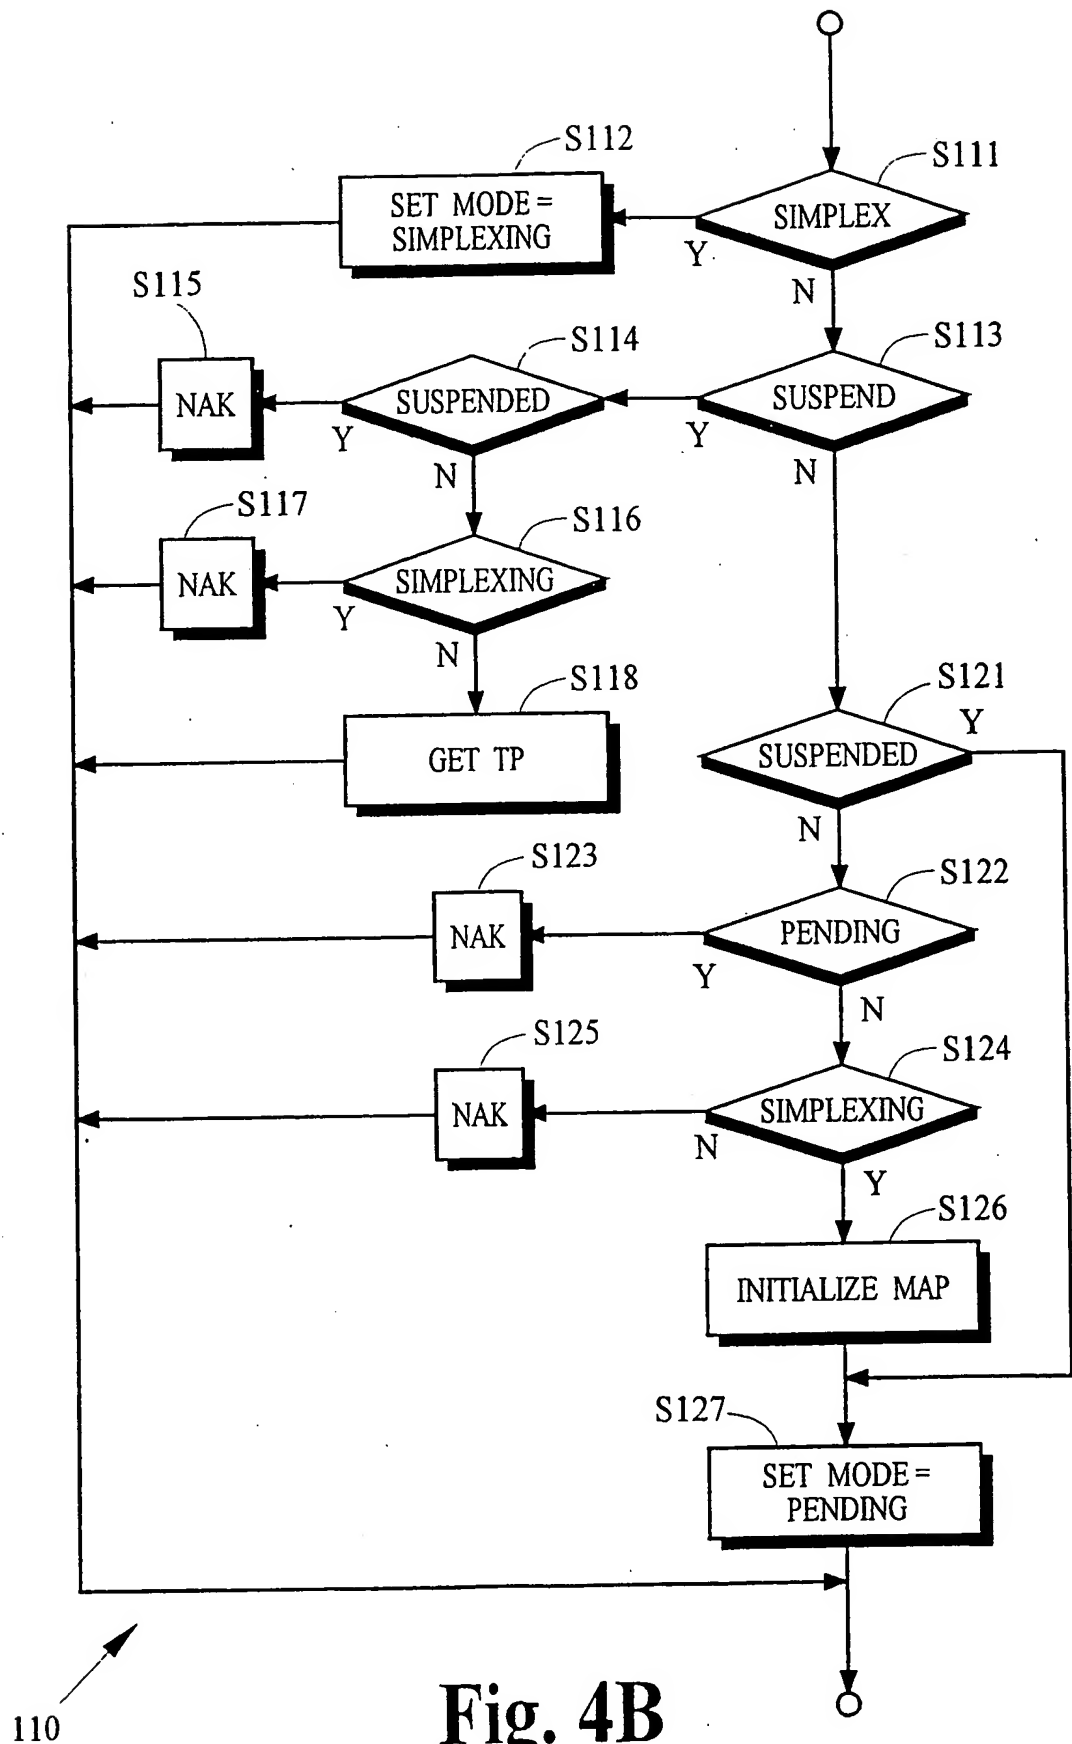 S112
S111
SET MODE =
SIMPLEXING
SIMPLEX
Y
N
S115
S114
S113
NAK
SUSPENDED
SUSPEND
Y
Y
N
N
S117
S116
NAK
SIMPLEXING
Y
N
S118
S121
GET TP
SUSPENDED
Y
N
S123
S122
NAK
PENDING
Y
N
S125
S124
NAK
SIMPLEXING
N
Y
S126
INITIALIZE MAP
S127
SET MODE =
PENDING
110
Fig. 4B